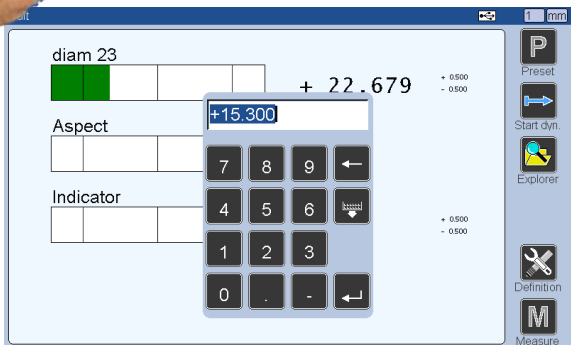 1 mm
diam 23
+ 22.679
+ 0.500
- 0.500
P
Preset
Start dyn.
Explorer
+15.300
Aspect
7 8 9
4 5 6
1 2 3
0 . -
Indicator
+ 0.500
- 0.500
Definition
M
Measure